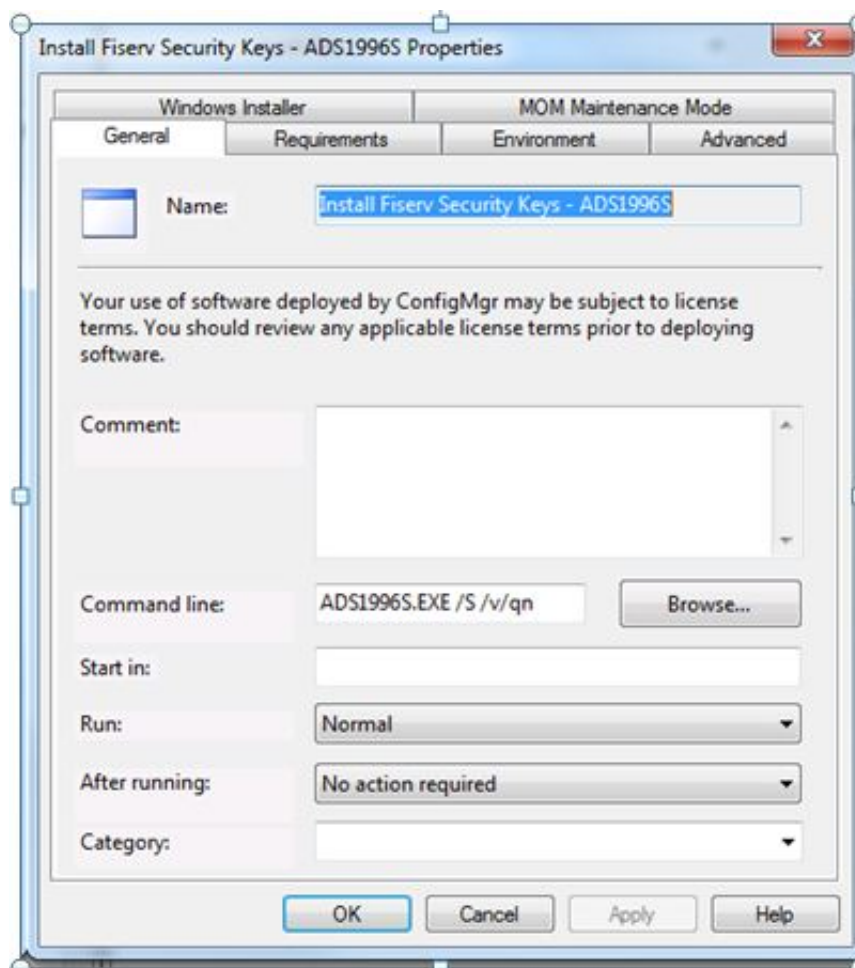 Install Fiserv Security Keys - ADS1996S Properties
Windows Installer
MOM Maintenance Mode
General
Requirements
Environment
Advanced
Name:
Install Fiserv Security Keys - ADS1996S
Your use of software deployed by ConfigMgr may be subject to license
terms. You should review any applicable license terms prior to deploying
software.
Comment:
Command line:
ADS1996S.EXE /S /v/qn
Browse...
Start in:
Run:
Normal
After running:
No action required
Category:
OK
Cancel
Apply
Help